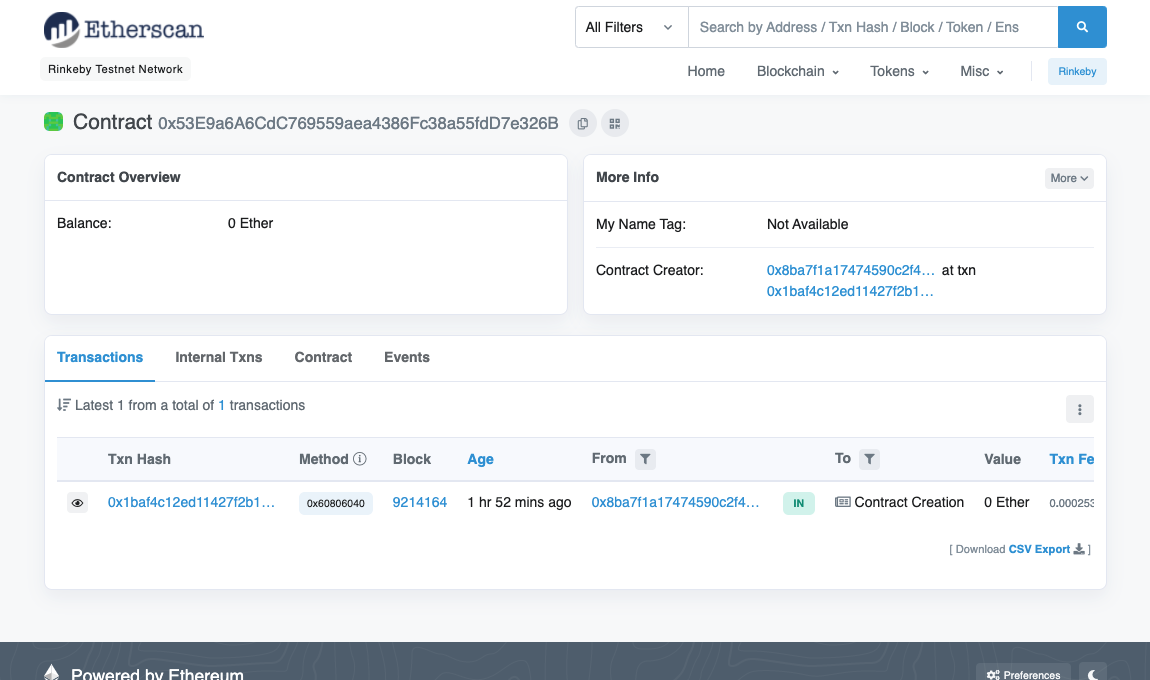 Etherscan
All Filters
Search by Address / Txn Hash / Block / Token / Ens
Rinkeby Testnet Network
Home Blockchain Tokens Misc Rinkeby
Contract 0x53E9a6A6CdC769559aea4386Fc38a55fdD7e326B
Contract Overview
Balance: 0 Ether
More Info More
My Name Tag: Not Available
Contract Creator: 0x8ba7f1a17474590c2f4… at txn
0x1baf4c12ed11427f2b1…
Transactions Internal Txns Contract Events
Latest 1 from a total of 1 transactions
Txn Hash Method Block Age From To Value Txn Fe
0x1baf4c12ed11427f2b1… 0x60806040 9214164 1 hr 52 mins ago 0x8ba7f1a17474590c2f4… IN Contract Creation 0 Ether 0.000253
[ Download CSV Export ]
Powered by Ethereum
Preferences